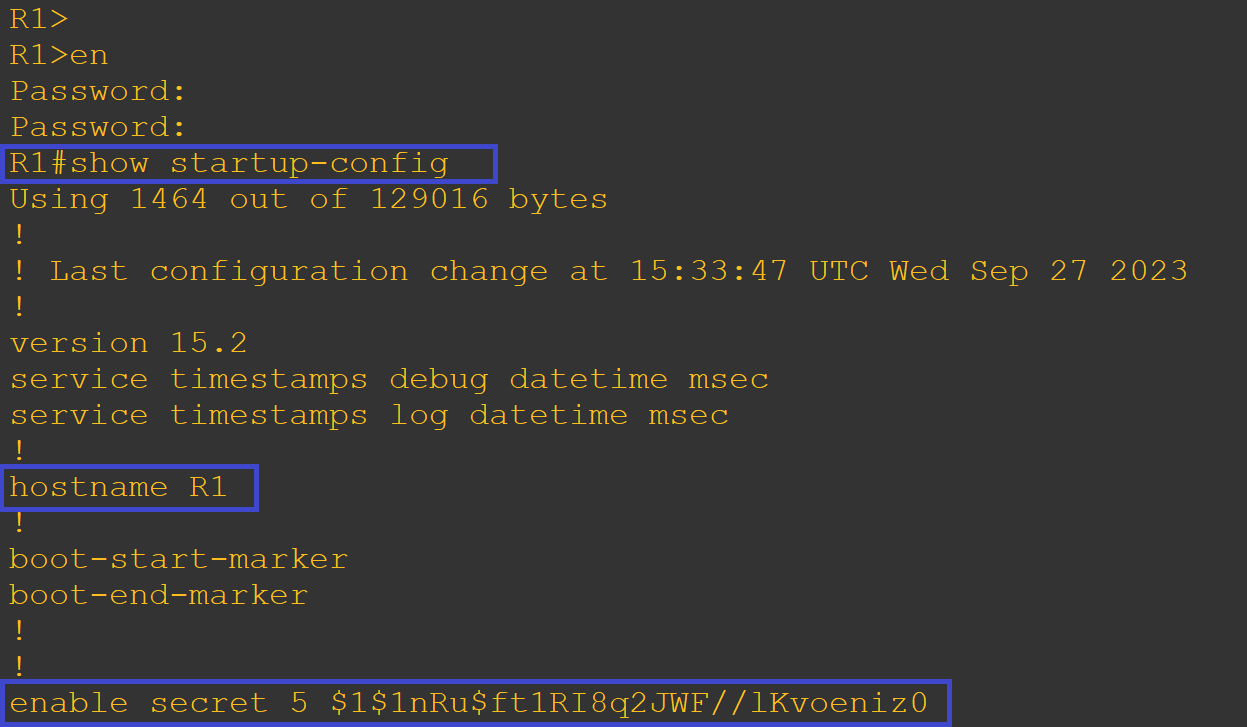 R1>
R1>en
Password:
Password:
R1#show startup-config
Using 1464 out of 129016 bytes
!
! Last configuration change at 15:33:47 UTC Wed Sep 27 2023
!
version 15.2
service timestamps debug datetime msec
service timestamps log datetime msec
!
hostname R1
!
boot-start-marker
boot-end-marker
!
!
enable secret 5 $1$1nRu$ft1RI8q2JWF//lKvoeniz0